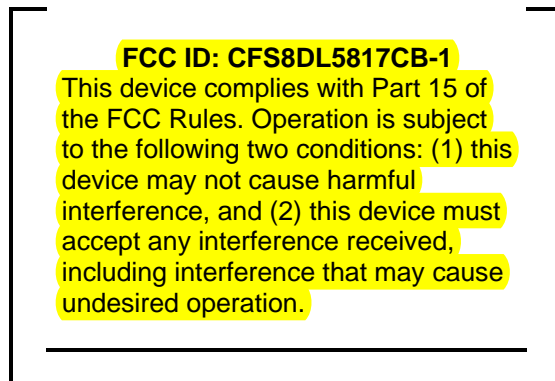 FCC ID: CFS8DL5817CB-1
This device complies with Part 15 of
the FCC Rules. Operation is subject
to the following two conditions: (1) this
device may not cause harmful
interference, and (2) this device must
accept any interference received,
including interference that may cause
undesired operation.